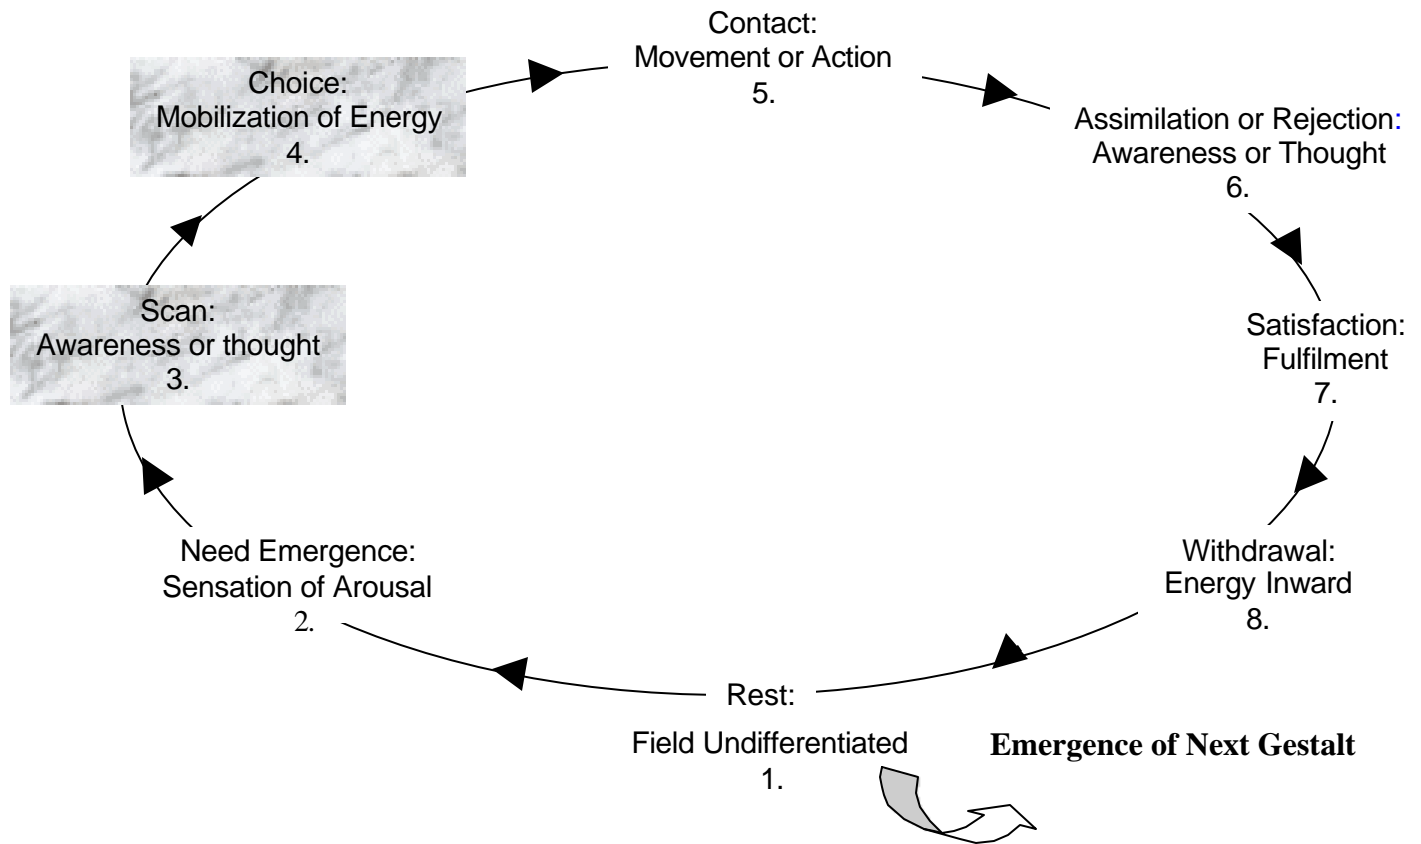 Contact:
Movement or Action
5.
Choice:
Mobilization of Energy
4.
Assimilation or Rejection:
Awareness or Thought
6.
Scan:
Awareness or thought
3.
Satisfaction:
Fulfilment
7.
Need Emergence:
Sensation of Arousal
2.
Withdrawal:
Energy Inward
8.
Rest:
Field Undifferentiated
1.
Emergence of Next Gestalt